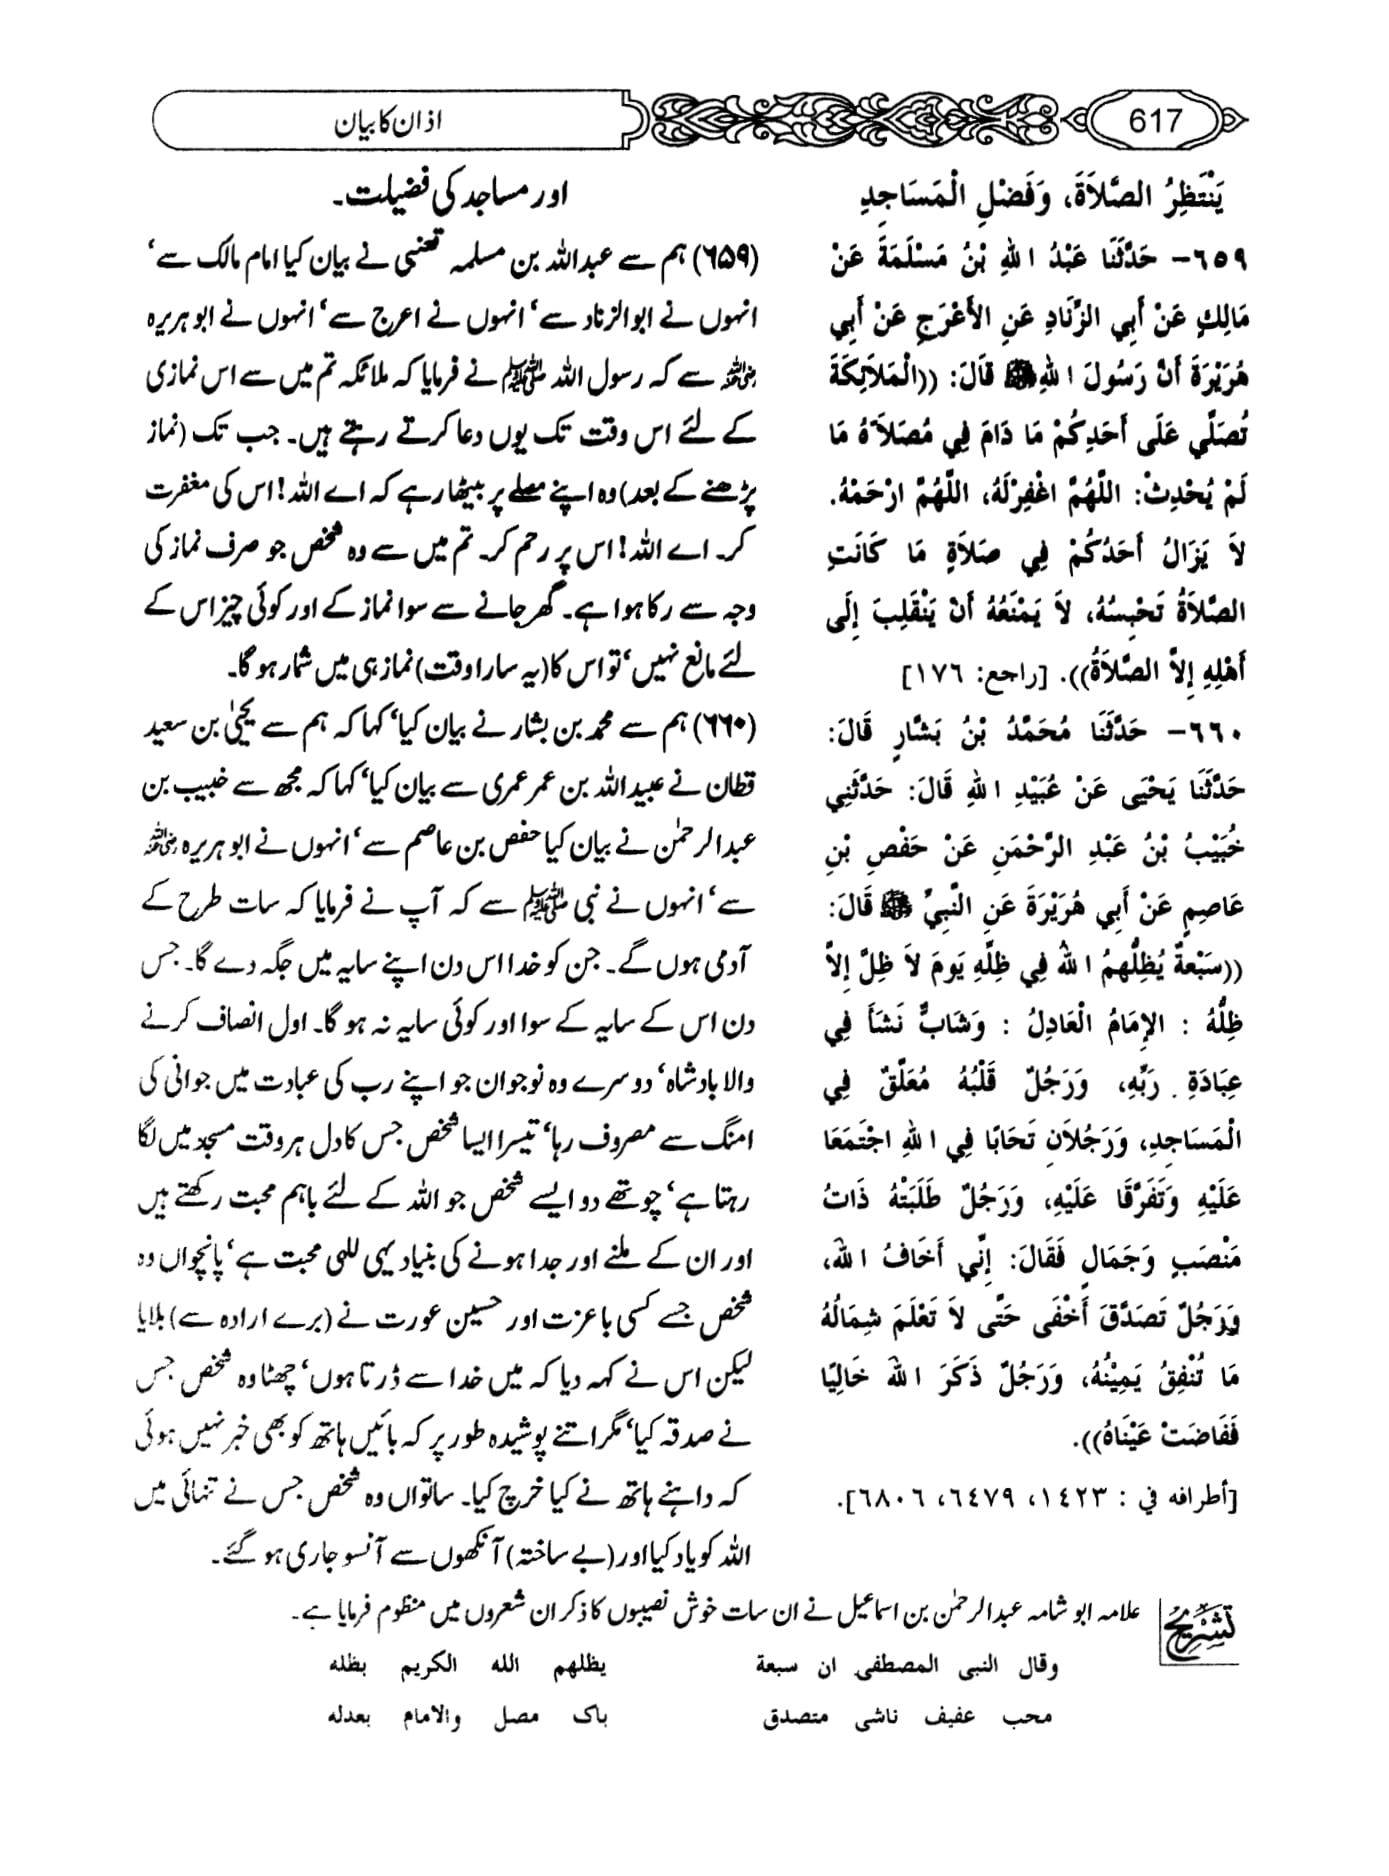 617
اذان کا بیان
يَنْتَظِرُ الصَّلَاةَ، وَفَضْلِ الْمَسَاجِدِ
٦٥٩– حَدَّثَنَا عَبْدُ اللهِ بْنُ مَسْلَمَةَ عَنْ
مَالِكٍ عَنْ أَبِي الزِّنَادِ عَنِ الأَعْرَجِ عَنْ أَبِي
هُرَيْرَةَ أَنَّ رَسُولَ اللهِ ﷺ قَالَ: ((الْمَلاَئِكَةُ
تُصَلِّي عَلَى أَحَدِكُمْ مَا دَامَ فِي مُصَلاَّهُ مَا
لَمْ يُحْدِثْ: اللَّهُمَّ اغْفِرْلَهُ، اللَّهُمَّ ارْحَمْهُ.
لاَ يَزَالُ أَحَدُكُمْ فِي صَلاَةٍ مَا كَانَتِ
الصَّلاَةُ تَحْبِسُهُ، لاَ يَمْنَعُهُ أَنْ يَنْقَلِبَ إِلَى
أَهْلِهِ إِلاَّ الصَّلاَةُ)). [راجع: ١٧٦]
٦٦٠– حَدَّثَنَا مُحَمَّدُ بْنُ بَشَّارٍ قَالَ:
حَدَّثَنَا يَحْيَى عَنْ عُبَيْدِ اللهِ قَالَ: حَدَّثَنِي
خُبَيْبُ بْنُ عَبْدِ الرَّحْمَنِ عَنْ حَفْصِ بْنِ
عَاصِمٍ عَنْ أَبِي هُرَيْرَةَ عَنِ النَّبِيِّ ﷺ قَالَ:
((سَبْعَةٌ يُظِلُّهُمُ اللهُ فِي ظِلِّهِ يَومَ لاَ ظِلَّ إِلاَّ
ظِلُّهُ : الإِمَامُ الْعَادِلُ : وَشَابٌّ نَشَأَ فِي
عِبَادَةِ رَبِّهِ، وَرَجُلٌ قَلْبُهُ مُعَلَّقٌ فِي
الْمَسَاجِدِ، وَرَجُلاَنِ تَحَابَّا فِي اللهِ اجْتَمَعَا
عَلَيْهِ وَتَفَرَّقَا عَلَيْهِ، وَرَجُلٌ طَلَبَتْهُ ذَاتُ
مَنْصَبٍ وَجَمَالٍ فَقَالَ: إِنِّي أَخَافُ اللهَ،
وَرَجُلٌ تَصَدَّقَ أَخْفَى حَتَّى لاَ تَعْلَمَ شِمَالُهُ
مَا تُنْفِقُ يَمِيْنُهُ، وَرَجُلٌ ذَكَرَ اللهَ خَالِيًا
فَفَاضَتْ عَيْنَاهُ)).
[أطرافه في : ١٤٢٣، ٦٤٧٩، ٦٨٠٦].
اور مساجد کی فضیلت۔
(۶۵۹) ہم سے عبداللہ بن مسلمہ قعنبی نے بیان کیا امام مالک سے‘
انہوں نے ابوالزناد سے‘ انہوں نے اعرج سے‘ انہوں نے ابوہریرہ
رضی اللہ عنہ سے کہ رسول اللہ ﷺ نے فرمایا کہ ملائکہ تم میں سے اس نمازی
کے لئے اس وقت تک یوں دعا کرتے رہتے ہیں۔ جب تک (نماز
پڑھنے کے بعد) وہ اپنے مصلے پر بیٹھا رہے کہ اے اللہ! اس کی مغفرت
کر۔ اے اللہ! اس پر رحم کر۔ تم میں سے وہ شخص جو صرف نماز کی
وجہ سے رکا ہوا ہے۔ گھر جانے سے سوا نماز کے اور کوئی چیز اس کے
لئے مانع نہیں‘ تو اس کا (یہ سارا وقت) نماز ہی میں شمار ہو گا۔
(۶۶۰) ہم سے محمد بن بشار نے بیان کیا‘ کہا کہ ہم سے یحییٰ بن سعید
قطان نے عبیداللہ بن عمر عمری سے بیان کیا‘ کہا کہ مجھ سے خبیب بن
عبدالرحمٰن نے بیان کیا حفص بن عاصم سے‘ انہوں نے ابوہریرہ رضی اللہ عنہ
سے‘ انہوں نے نبی ﷺ سے کہ آپ نے فرمایا کہ سات طرح کے
آدمی ہوں گے۔ جن کو خدا اس دن اپنے سایہ میں جگہ دے گا۔ جس
دن اس کے سایہ کے سوا اور کوئی سایہ نہ ہو گا۔ اول انصاف کرنے
والا بادشاہ‘ دوسرے وہ نوجوان جو اپنے رب کی عبادت میں جوانی کی
امنگ سے مصروف رہا‘ تیسرا ایسا شخص جس کا دل ہر وقت مسجد میں لگا
رہتا ہے‘ چوتھے دو ایسے شخص جو اللہ کے لئے باہم محبت رکھتے ہیں
اور ان کے ملنے اور جدا ہونے کی بنیاد یہی للہی محبت ہے‘ پانچواں وہ
شخص جسے کسی باعزت اور حسین عورت نے (برے ارادہ سے) بلایا
لیکن اس نے کہہ دیا کہ میں خدا سے ڈرتا ہوں‘ چھٹا وہ شخص جس
نے صدقہ کیا‘ مگر اتنے پوشیدہ طور پر کہ بائیں ہاتھ کو بھی خبر نہیں ہوئی
کہ داہنے ہاتھ نے کیا خرچ کیا۔ ساتواں وہ شخص جس نے تنہائی میں
اللہ کو یاد کیا اور (بے ساختہ) آنکھوں سے آنسو جاری ہو گئے۔
تشریح
علامہ ابو شامہ عبدالرحمٰن بن اسماعیل نے ان سات خوش نصیبوں کا ذکر ان شعروں میں منظوم فرمایا ہے۔
وقال النبی المصطفی ان سبعة یظلهم الله الکریم بظله
محب عفیف ناشی متصدق باک مصل والامام بعدله